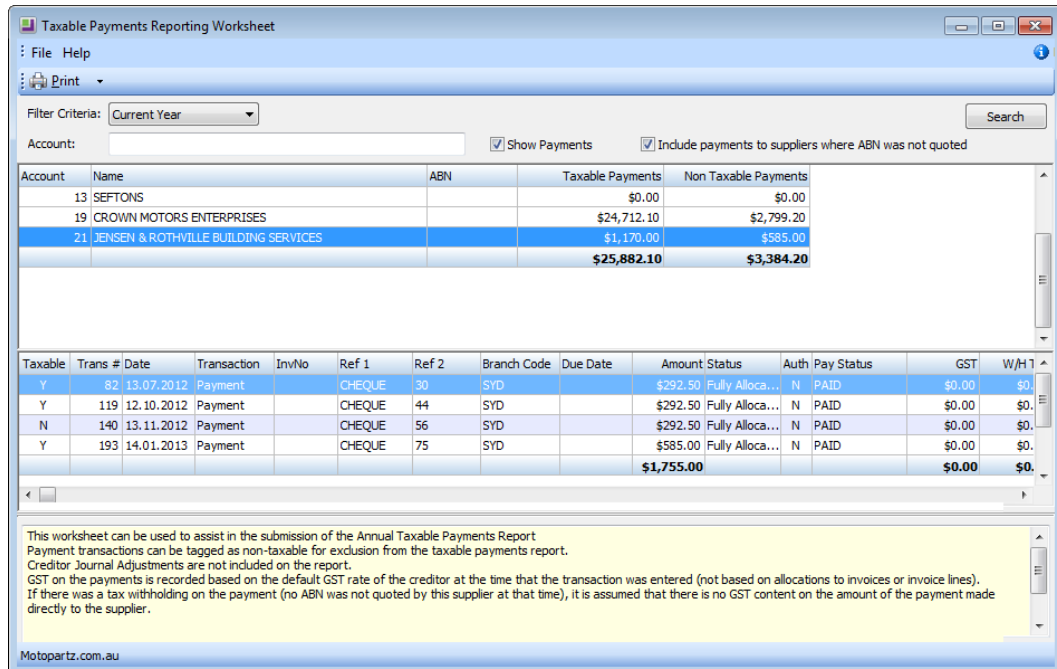 Taxable Payments Reporting Worksheet
File Help
Print
Filter Criteria: Current Year Search
Account: Show Payments Include payments to suppliers where ABN was not quoted
Account Name ABN Taxable Payments Non Taxable Payments
13 SEFTONS $0.00 $0.00
19 CROWN MOTORS ENTERPRISES $24,712.10 $2,799.20
21 JENSEN & ROTHVILLE BUILDING SERVICES $1,170.00 $585.00
$25,882.10 $3,384.20
Taxable Trans # Date Transaction InvNo Ref 1 Ref 2 Branch Code Due Date Amount Status Auth Pay Status GST W/H T
Y 82 13.07.2012 Payment CHEQUE 30 SYD $292.50 Fully Alloca... N PAID $0.00 $0.
Y 119 12.10.2012 Payment CHEQUE 44 SYD $292.50 Fully Alloca... N PAID $0.00 $0.
N 140 13.11.2012 Payment CHEQUE 56 SYD $292.50 Fully Alloca... N PAID $0.00 $0.
Y 193 14.01.2013 Payment CHEQUE 75 SYD $585.00 Fully Alloca... N PAID $0.00 $0.
$1,755.00 $0.00 $0.
This worksheet can be used to assist in the submission of the Annual Taxable Payments Report
Payment transactions can be tagged as non-taxable for exclusion from the taxable payments report.
Creditor Journal Adjustments are not included on the report.
GST on the payments is recorded based on the default GST rate of the creditor at the time that the transaction was entered (not based on allocations to invoices or invoice lines).
If there was a tax withholding on the payment (no ABN was not quoted by this supplier at that time), it is assumed that there is no GST content on the amount of the payment made
directly to the supplier.
Motopartz.com.au